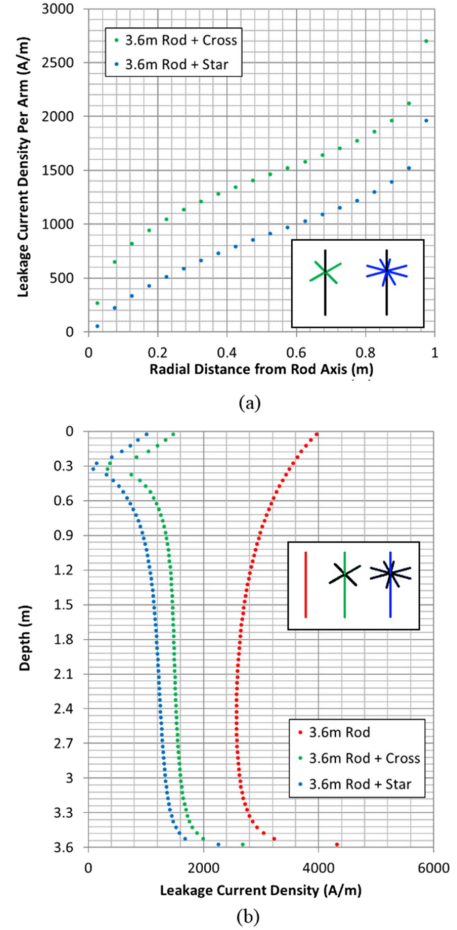 3000
2500
2000
1500
1000
500
0
Leakage Current Density Per Arm (A/m)
3.6m Rod + Cross
3.6m Rod + Star
0 0.2 0.4 0.6 0.8 1
Radial Distance from Rod Axis (m)
(a)
0
0.3
0.6
0.9
1.2
1.5
1.8
2.1
2.4
2.7
3
3.3
3.6
Depth (m)
3.6m Rod
3.6m Rod + Cross
3.6m Rod + Star
0 2000 4000 6000
Leakage Current Density (A/m)
(b)